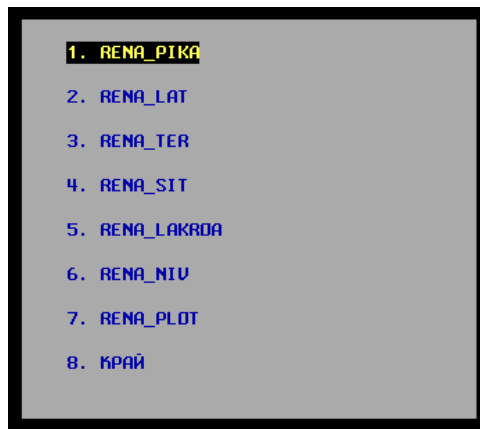 1. RENA_PIKA
2. RENA_LAT
3. RENA_TER
4. RENA_SIT
5. RENA_LAKROA
6. RENA_NIV
7. RENA_PLOT
8. КРАЙ